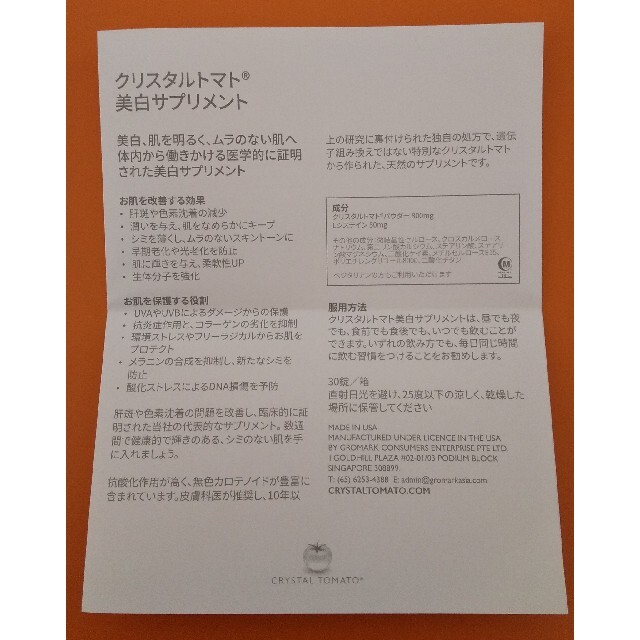 クリスタルトマト®
美白サプリメント
美白、肌を明るく、ムラのない肌へ
体内から働きかける医学的に証明
された美白サプリメント
お肌を改善する効果
・ 肝斑や色素沈着の減少
・ 潤いを与え、肌をなめらかにキープ
・ シミを薄くし、ムラのないスキントーンに
・ 早期老化や光老化を防止
・ 肌に輝きを与え、柔軟性UP
・ 生体分子を強化
お肌を保護する役割
・ UVAやUVBによるダメージからの保護
・ 抗炎症作用と、コラーゲンの劣化を抑制
・ 環境ストレスやフリーラジカルからお肌を
プロテクト
・ メラニンの合成を抑制し、新たなシミを
防止
・ 酸化ストレスによるDNA損傷を予防
肝斑や色素沈着の問題を改善し、臨床的に証
明された当社の代表的なサプリメント。数週
間で健康的で輝きのある、シミのない肌を手
に入れましょう。
抗酸化作用が高く、無色カロテノイドが豊富に
含まれています。皮膚科医が推奨し、10年以
上の研究に裏付けられた独自の処方で、遺伝
子組み換えではない特別なクリスタルトマト
から作られた、天然のサプリメントです。
成分
クリスタルトマト®パウダー 500mg
Lシステイン 50mg
ベジタリアンのかたもご利用いただけます
服用方法
クリスタルトマト美白サプリメントは、昼でも夜
でも、食前でも食後でも、いつでも飲むことが
できます。いずれの飲み方でも、毎日同じ時間
に飲む習慣をつけることをお勧めします。
30錠／箱
直射日光を避け、25度以下の涼しく、乾燥した
場所に保管してください
MADE IN USA
MANUFACTURED UNDER LICENCE IN THE USA
BY GROMARK CONSUMERS ENTERPRISE PTE LTD
1 GOLDHILL PLAZA #02-01/03 PODIUM BLOCK
SINGAPORE 308899.
T: (65) 6253-4388 E: admin@gromarkasia.com
CRYSTALTOMATO.COM
CRYSTAL TOMATO®